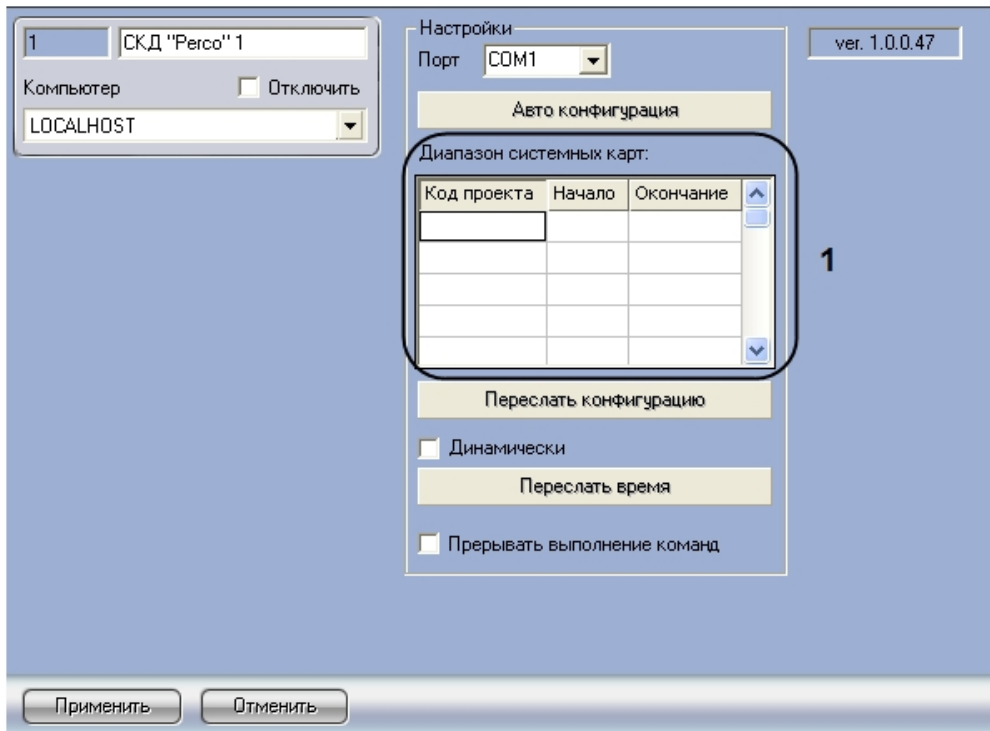 1
СКД "Perco" 1
Компьютер
Отключить
LOCALHOST
Настройки
Порт
COM1
Авто конфигурация
Диапазон системных карт:
Код проекта Начало Окончание
Переслать конфигурацию
Динамически
Переслать время
Прерывать выполнение команд
ver. 1.0.0.47
1
Применить
Отменить